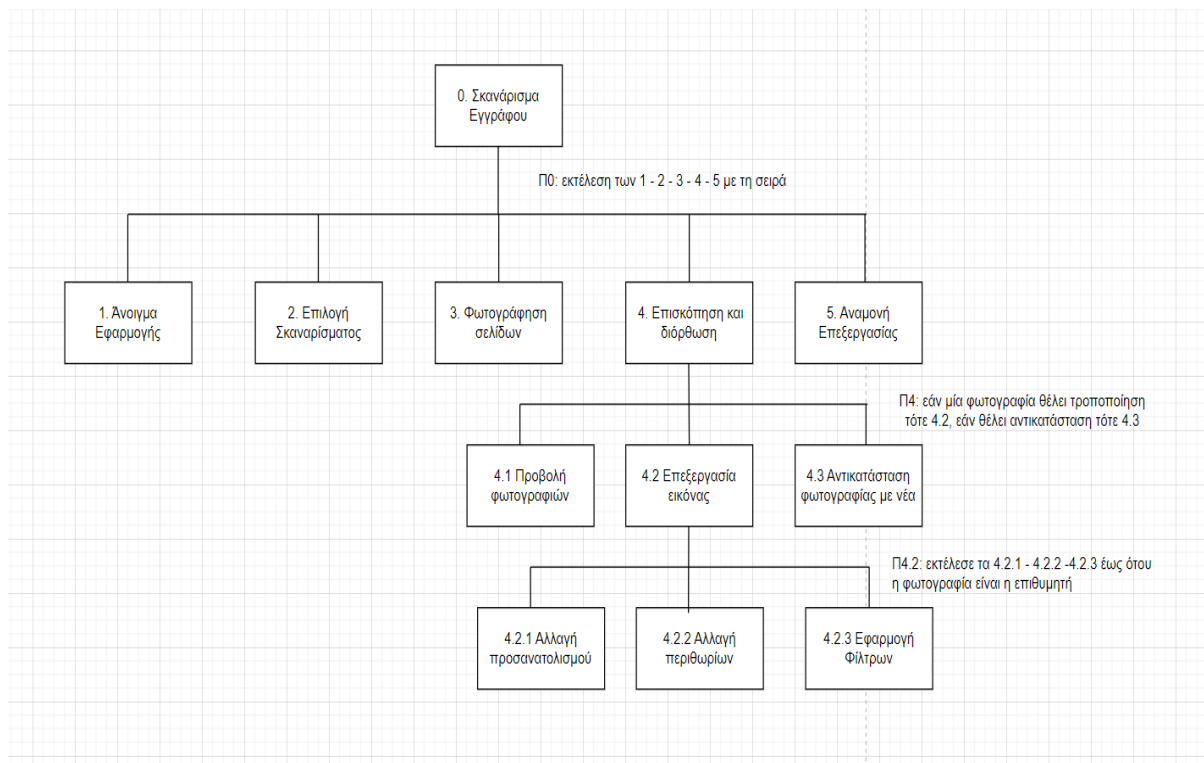 0. Σκανάρισμα
Εγγράφου
Π0: εκτέλεση των 1 - 2 - 3 - 4 - 5 με τη σειρά
1. Άνοιγμα
Εφαρμογής
2. Επιλογή
Σκαναρίσματος
3. Φωτογράφηση
σελίδων
4. Επισκόπηση και
διόρθωση
5. Αναμονή
Επεξεργασίας
Π4: εάν μία φωτογραφία θέλει τροποποίηση
τότε 4.2, εάν θέλει αντικατάσταση τότε 4.3
4.1 Προβολή
φωτογραφιών
4.2 Επεξεργασία
εικόνας
4.3 Αντικατάσταση
φωτογραφίας με νέα
Π4.2: εκτέλεσε τα 4.2.1 - 4.2.2 -4.2.3 έως ότου
η φωτογραφία είναι η επιθυμητή
4.2.1 Αλλαγή
προσανατολισμού
4.2.2 Αλλαγή
περιθωρίων
4.2.3 Εφαρμογή
Φίλτρων